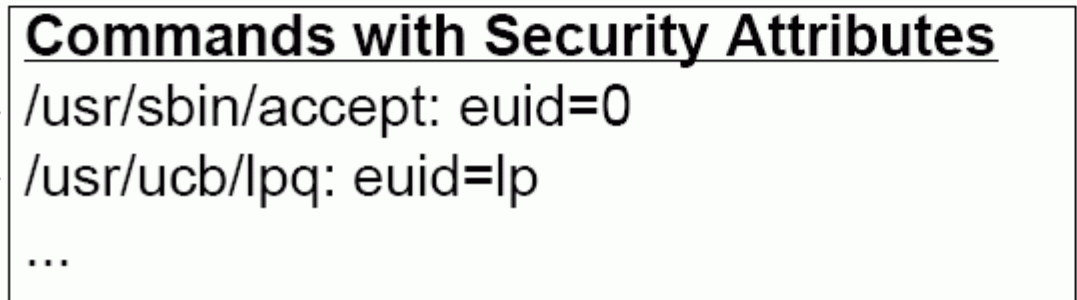 Commands with Security Attributes
/usr/sbin/accept: euid=0
/usr/ucb/lpq: euid=lp
...